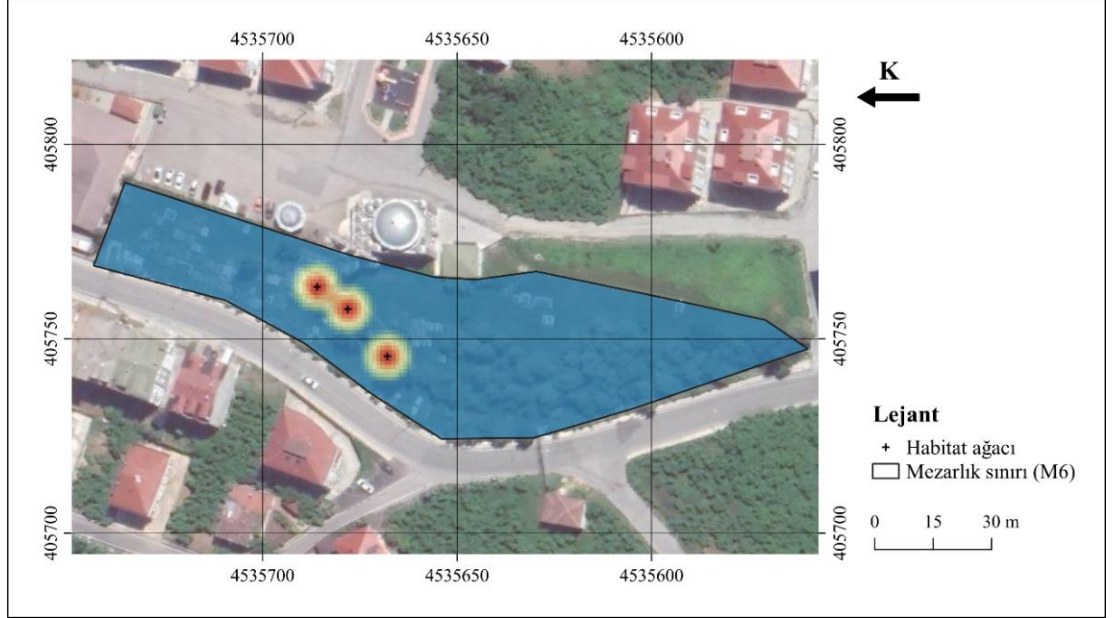 4535700 4535650 4535600
K
405800 405800
405750 405750
405700 405700
4535700 4535650 4535600
Lejant
Habitat ağacı
Mezarlık sınırı (M6)
0 15 30 m